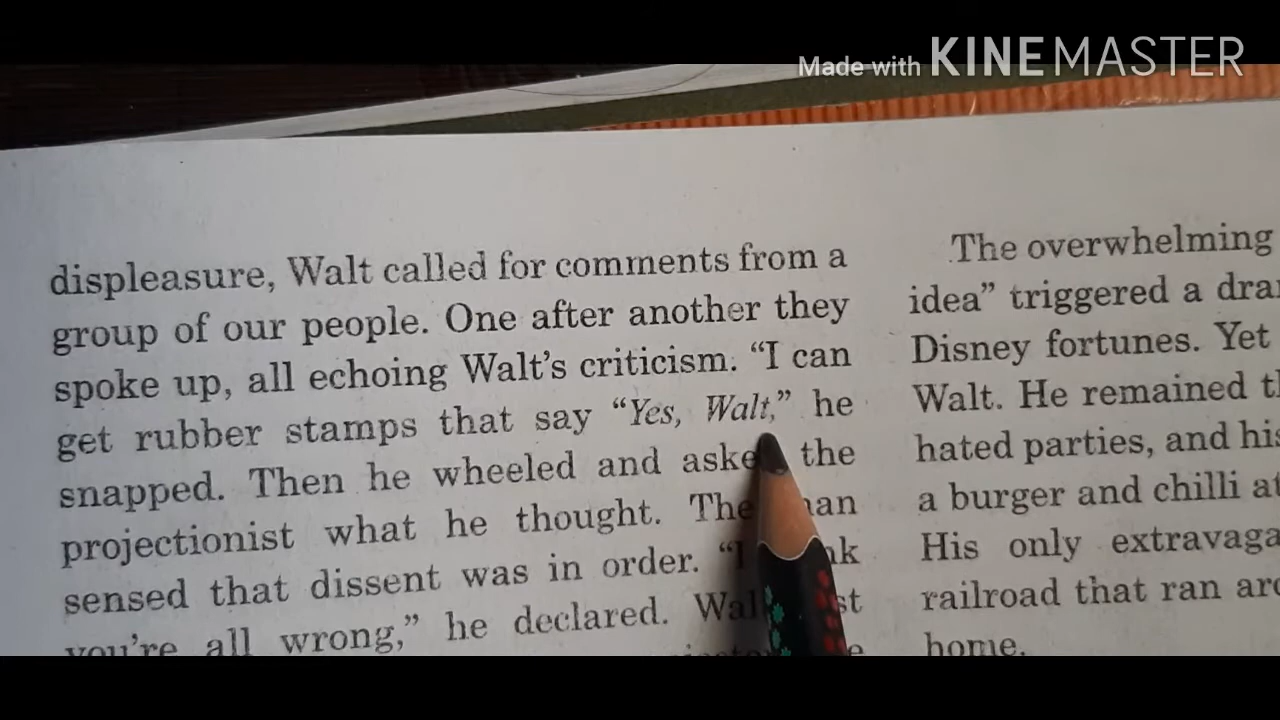 Made with KINEMASTER
displeasure, Walt called for comments from a
group of our people. One after another they
spoke up, all echoing Walt's criticism. “I can
get rubber stamps that say “Yes, Walt,” he
snapped. Then he wheeled and the
projectionist what he thought.
sensed that dissent was in order.
you're all wrong,” he declared.
The overwhelming
idea” triggered a
Disney fortunes. Yet
Walt. He remained
hated parties, and
a burger and chilli
His only
railroad that ran
home.